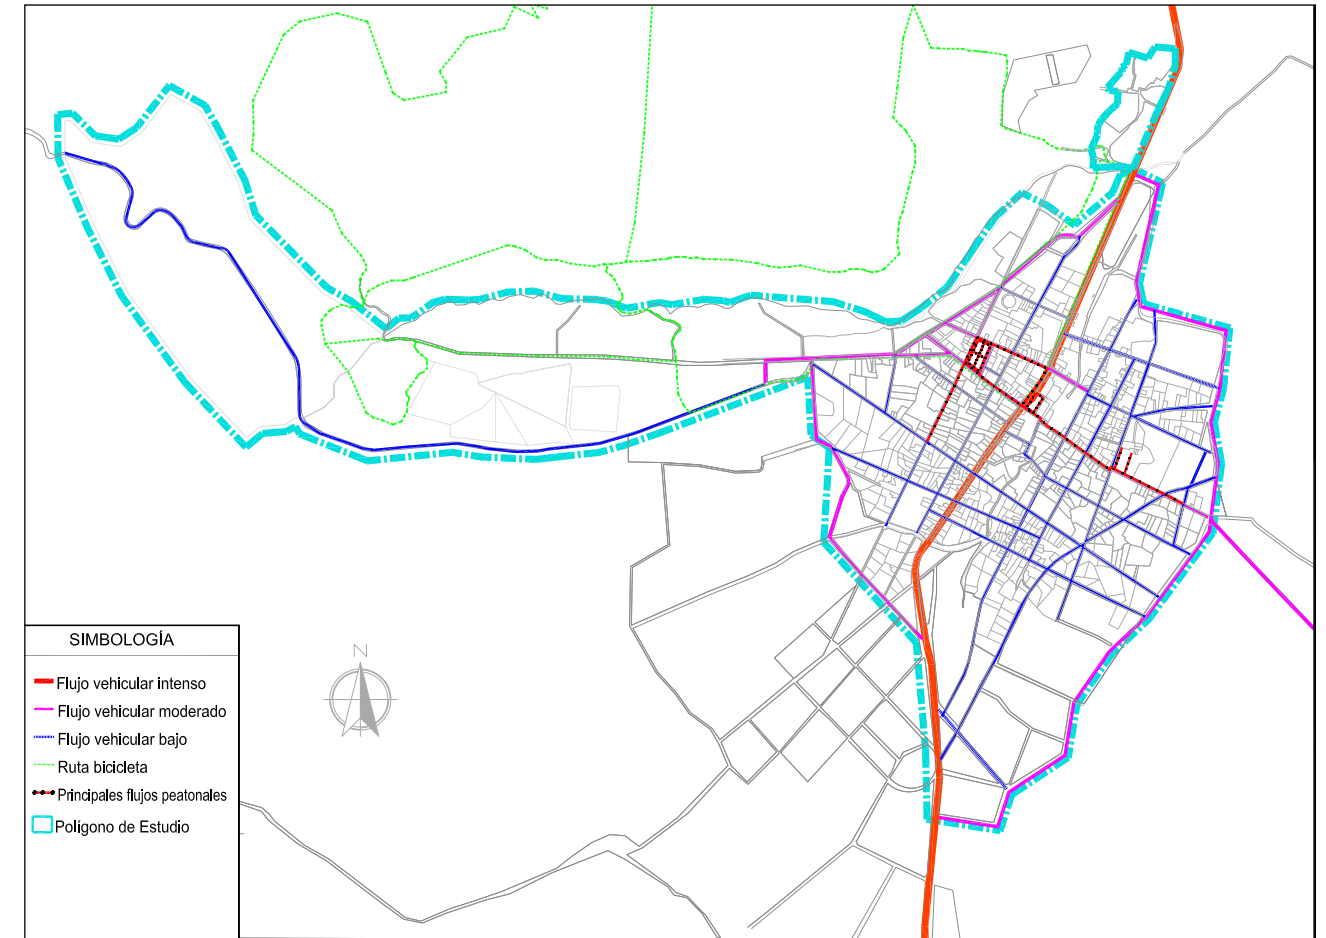 SIMBOLOGÍA
Flujo vehicular intenso
Flujo vehicular moderado
Flujo vehicular bajo
Ruta bicicleta
Principales flujos peatonales
Polígono de Estudio
N